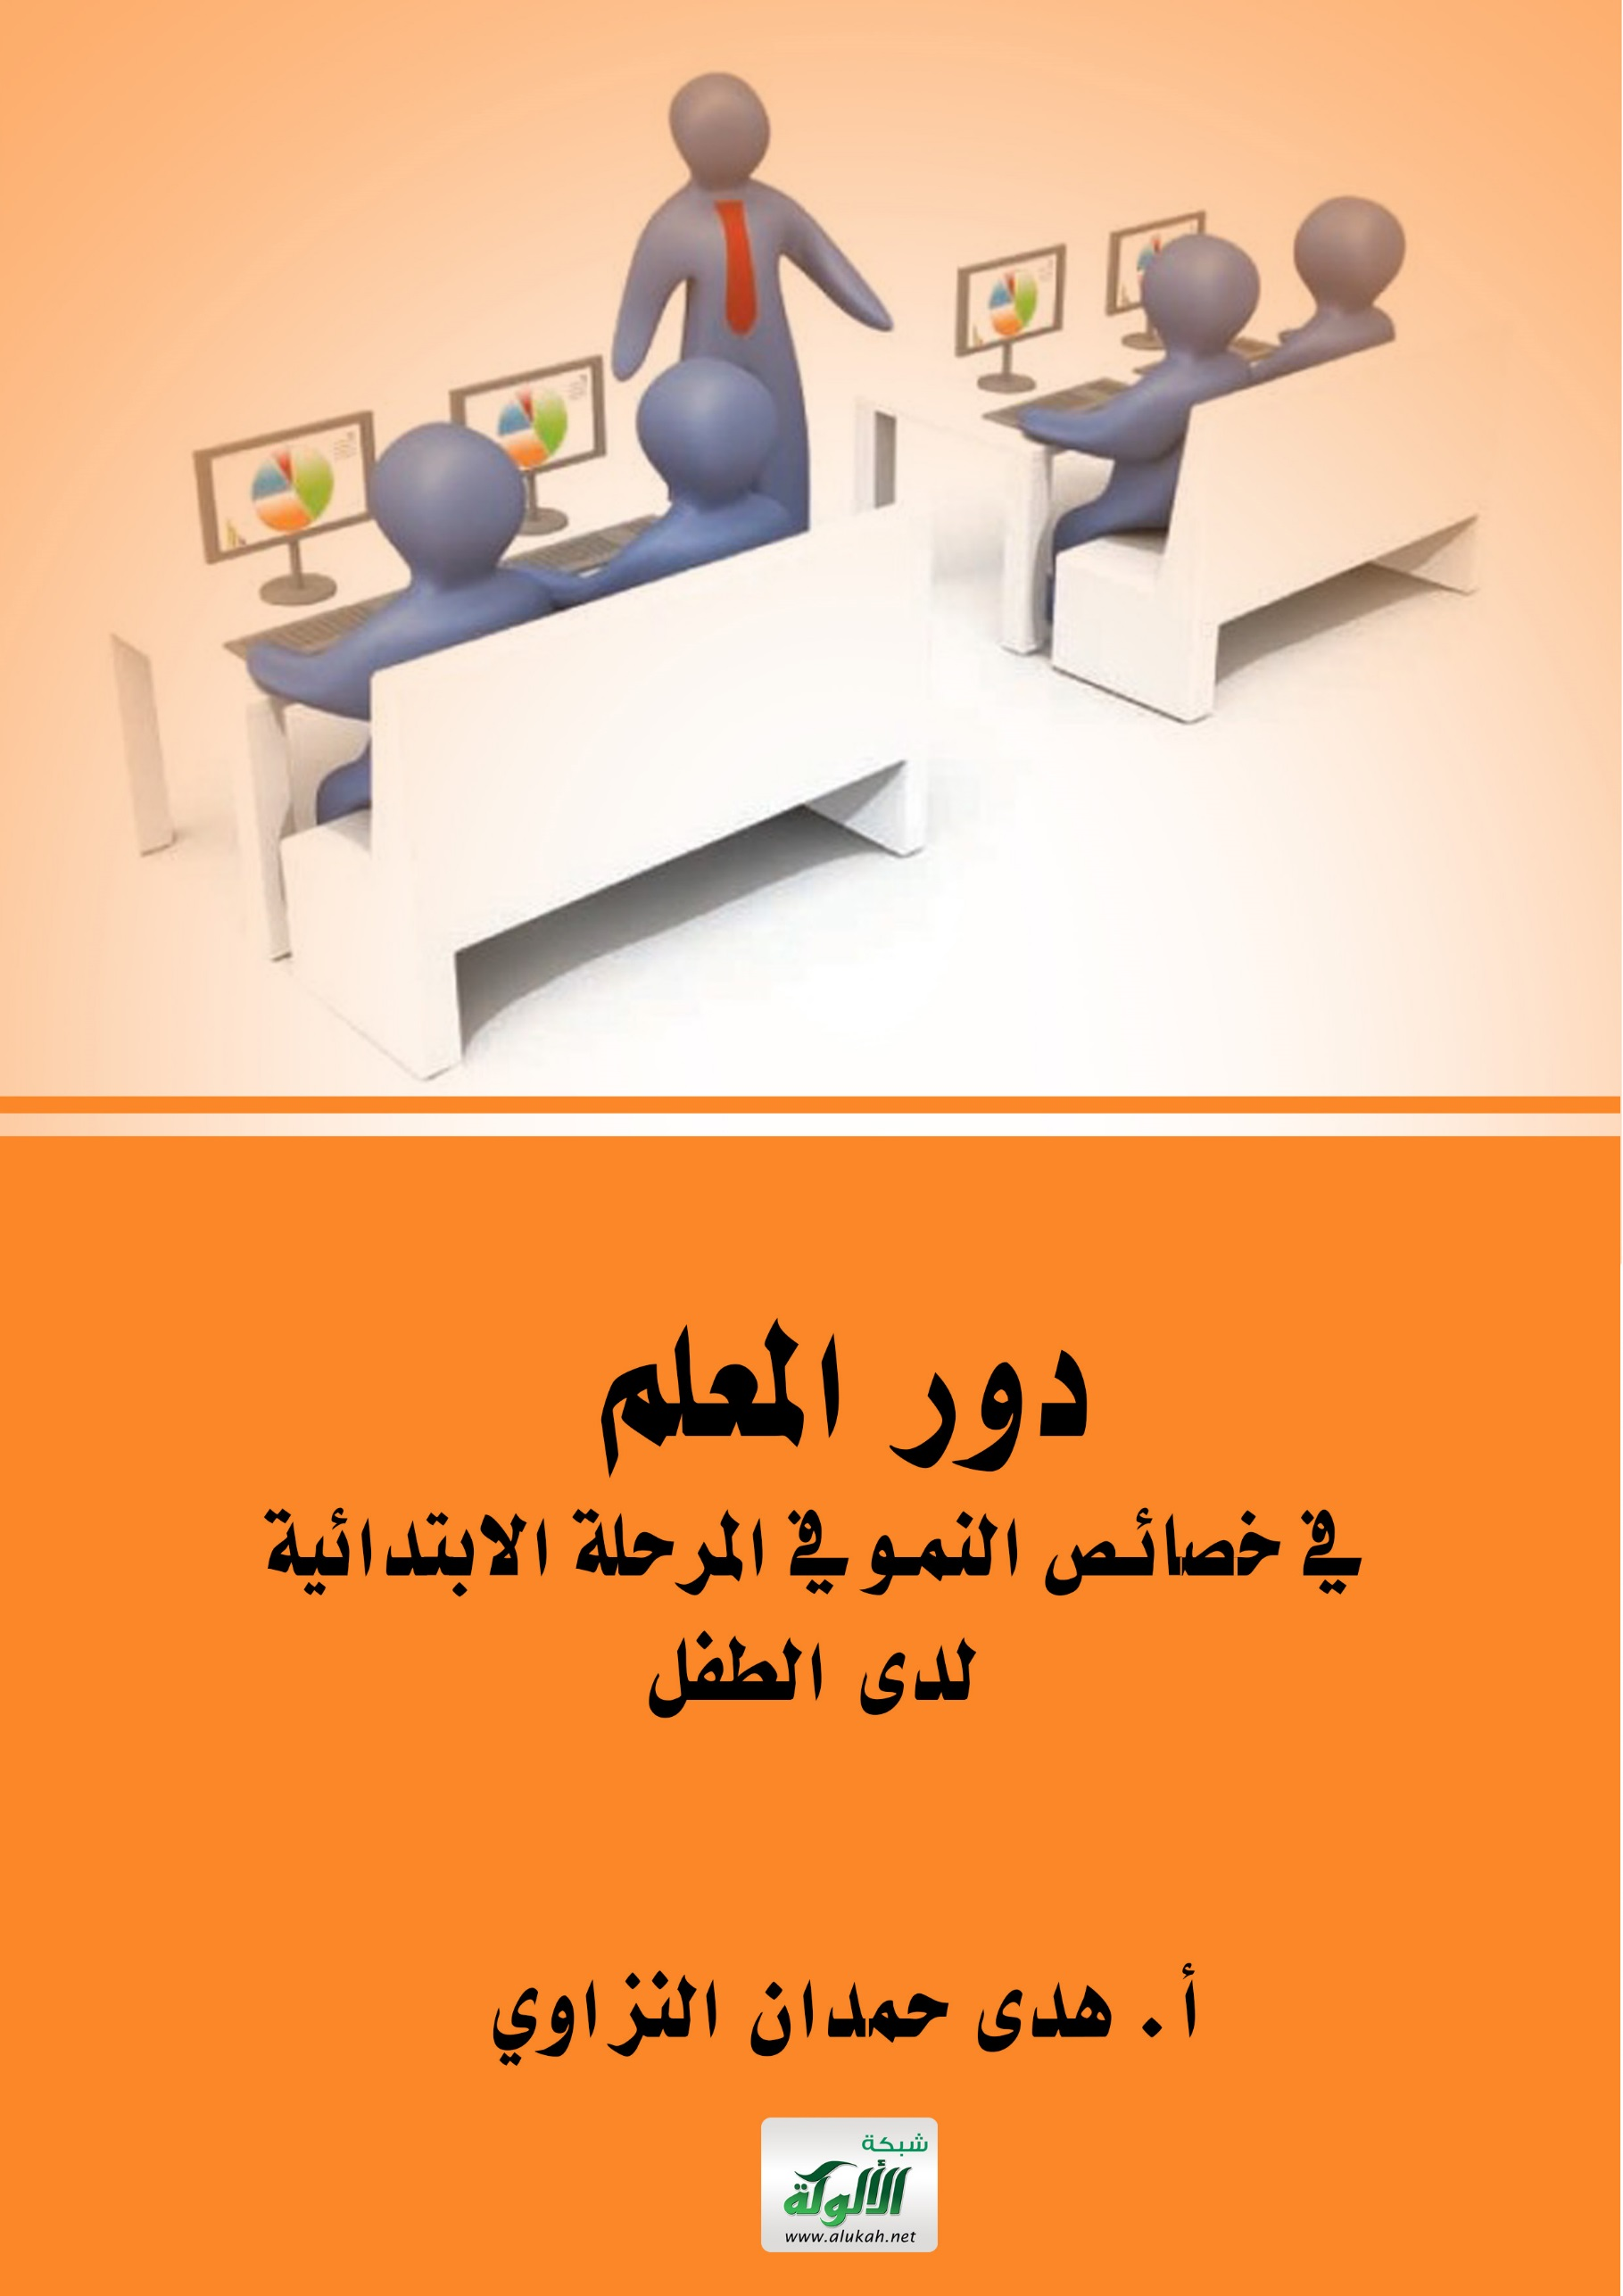 دور المعلم
في خصائص النمو في المرحلة الابتدائية
لدى الطفل
أ. هدى حمدان النزاوي
شبكة
الألوكة
www.alukah.net